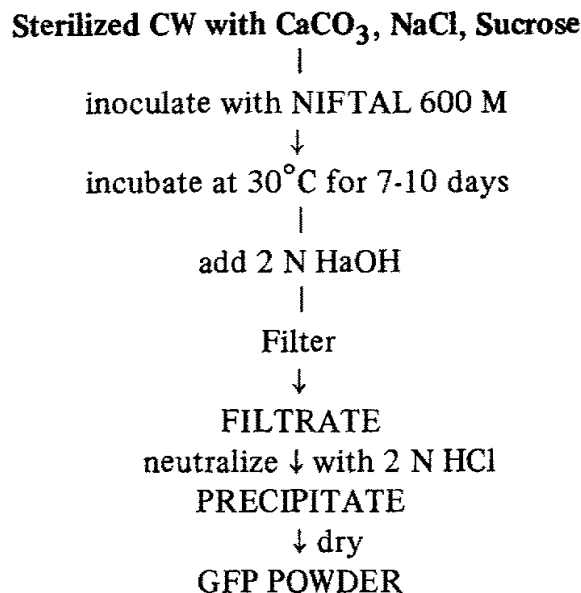 Sterilized CW with CaCO₃, NaCl, Sucrose
inoculate with NIFTAL 600 M
↓
incubate at 30°C for 7-10 days
add 2 N HaOH
Filter
↓
FILTRATE
neutralize ↓ with 2 N HCl
PRECIPITATE
↓ dry
GFP POWDER